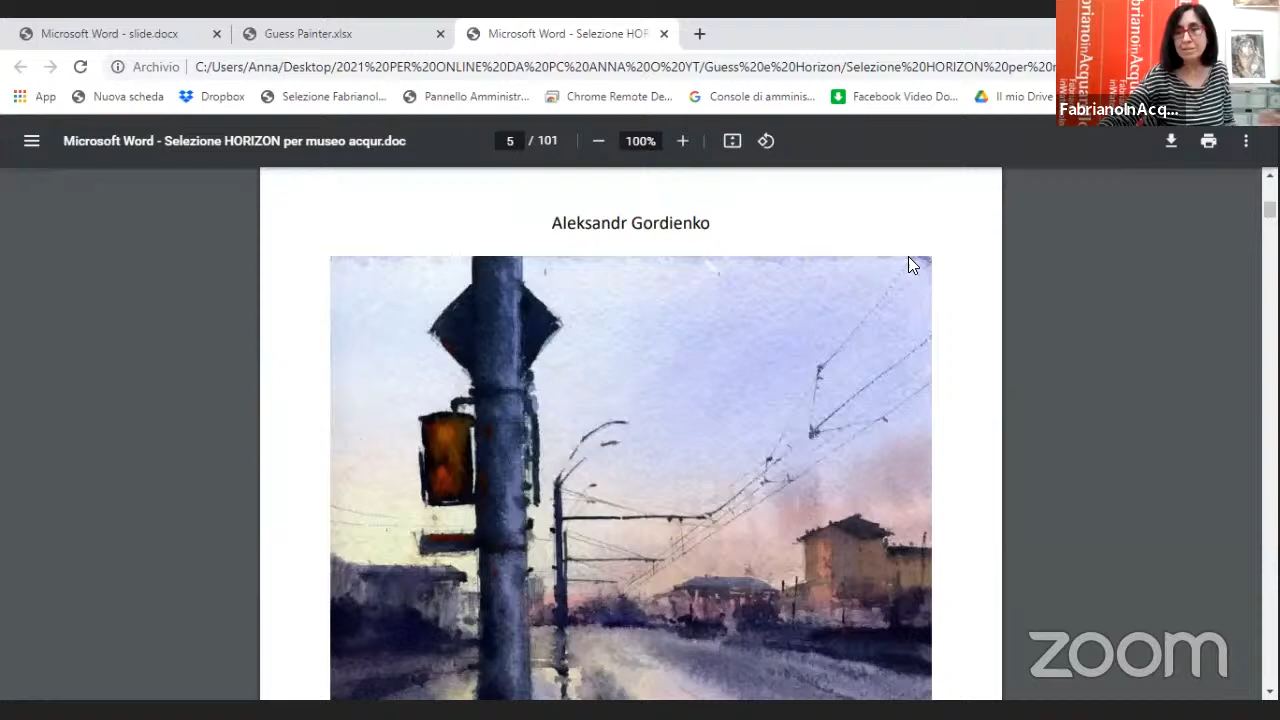 Microsoft Word - slide.docx
Guess Painter.xlsx
Microsoft Word - Selezione HOR
Archivio
C:/Users/Anna/Desktop/2021%20PER%20ONLINE%20DA%20PC%20ANNA%20O%20YT/Guess%20e%20Horizon/Selezione%20HORIZON%20per%20m
App
Nuova scheda
Dropbox
Selezione Fabria...
Pannello Amministr...
Chrome Remote De...
Console di ammnis...
Facebook Video Do...
Il mio Drive
Microsoft Word - Selezione HORIZON per museo acqur.doc
5 / 101
100%
Aleksandr Gordienko
FabrianoInAcq...
zoom